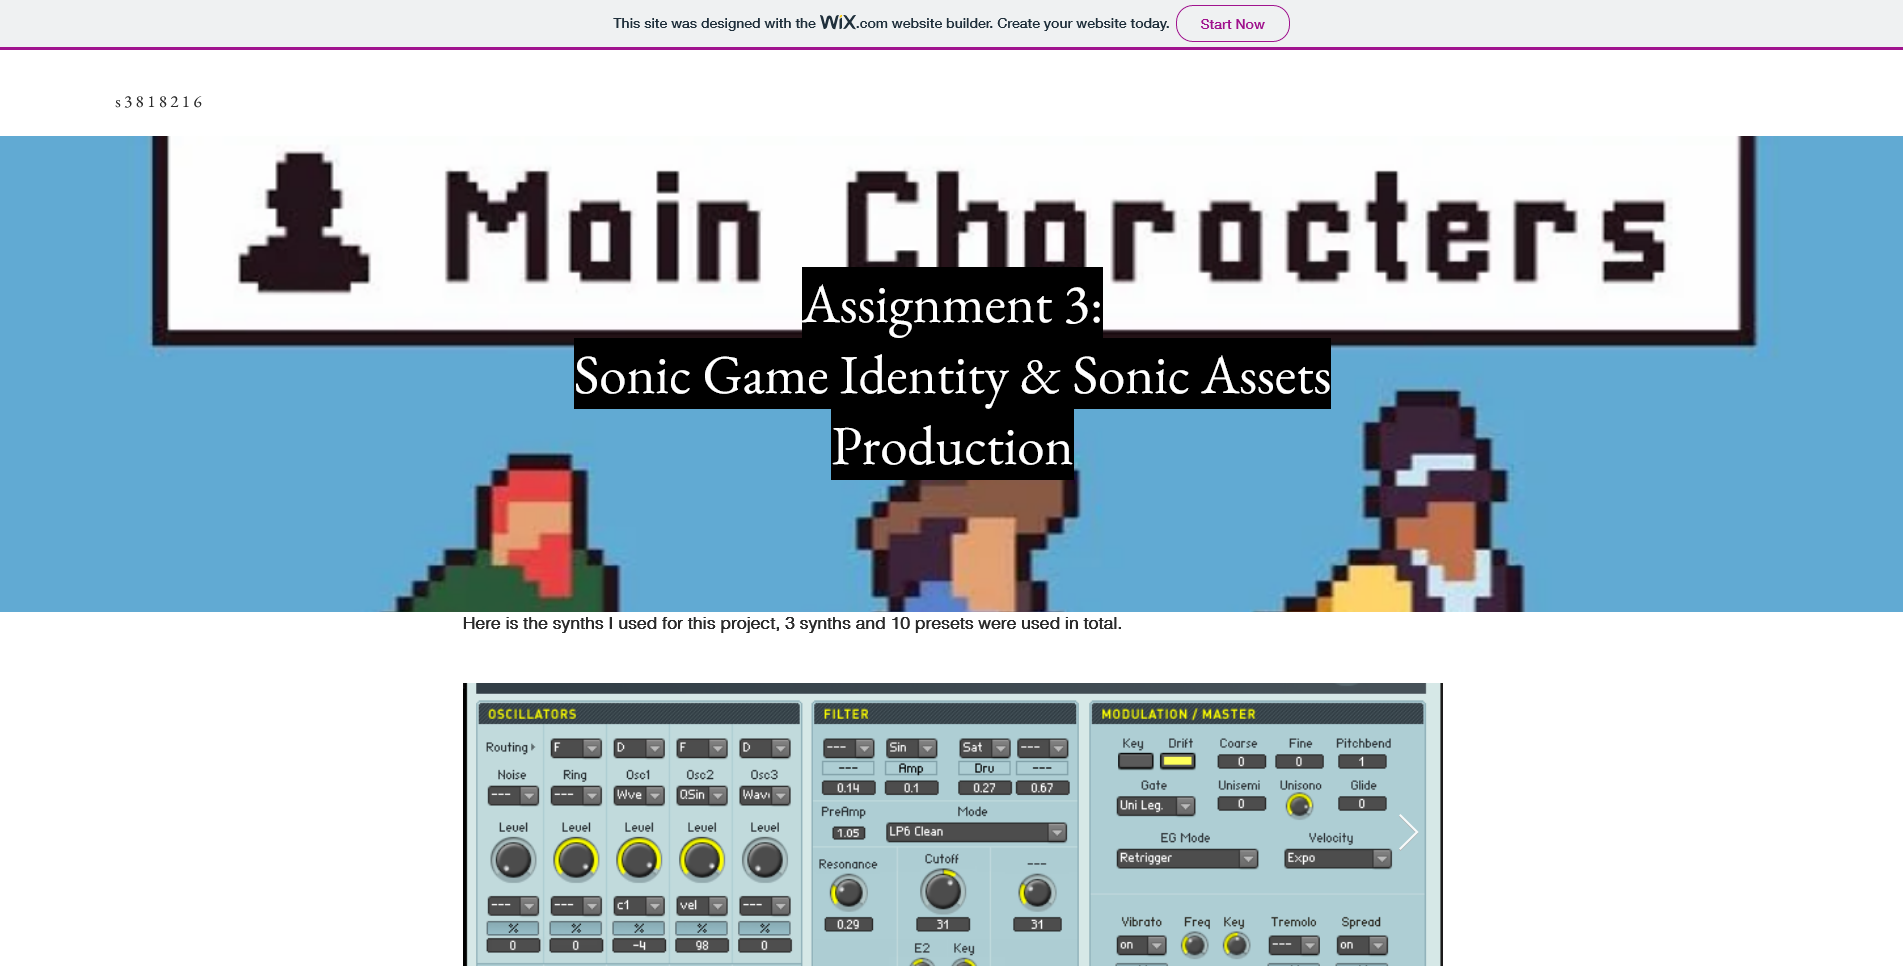 This site was designed with the WiX.com website builder. Create your website today. Start Now
s3818216
Main Characters
Assignment 3:
Sonic Game Identity & Sonic Assets
Production
Here is the synths I used for this project, 3 synths and 10 presets were used in total.
OSCILLATORS FILTER MODULATION / MASTER
Routing F D F D --- Sin Sat --- Key Drift Coarse Fine Pitchbend
--- Amp Drv --- 0 0 1
Noise Ring Osc1 Osc2 Osc3 0.14 0.1 0.27 0.67 Gate Unisemi Unisono Glide
--- --- Wve QSin Wav PreAmp Mode Uni Leg. 0 0
Level Level Level Level Level 1.05 LP6 Clean EG Mode Velocity
Resonance Cutoff --- Retrigger Expo
--- --- c1 vel --- 0.29 31 31 Vibrato Freq Key Tremolo Spread
% % % % %
0 0 -4 98 0 E2 Key on --- on